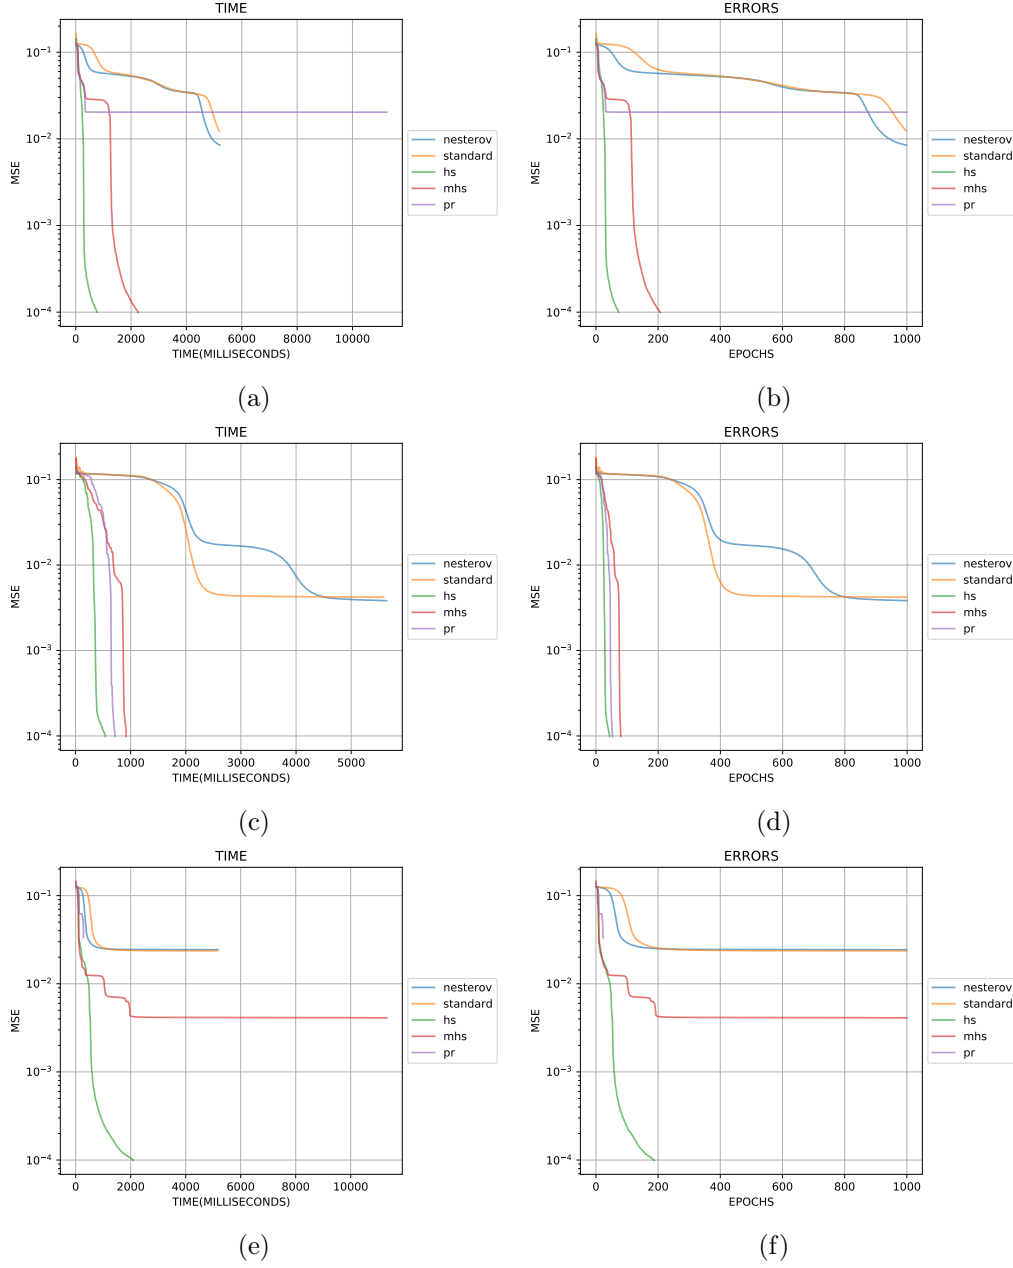 TIME
MSE
10⁻¹
10⁻²
10⁻³
10⁻⁴
0 2000 4000 6000 8000 10000
TIME(MILLISECONDS)
nesterov
standard
hs
mhs
pr
(a)
ERRORS
MSE
10⁻¹
10⁻²
10⁻³
10⁻⁴
0 200 400 600 800 1000
EPOCHS
nesterov
standard
hs
mhs
pr
(b)
TIME
MSE
10⁻¹
10⁻²
10⁻³
10⁻⁴
0 1000 2000 3000 4000 5000
TIME(MILLISECONDS)
nesterov
standard
hs
mhs
pr
(c)
ERRORS
MSE
10⁻¹
10⁻²
10⁻³
10⁻⁴
0 200 400 600 800 1000
EPOCHS
nesterov
standard
hs
mhs
pr
(d)
TIME
MSE
10⁻¹
10⁻²
10⁻³
10⁻⁴
0 2000 4000 6000 8000 10000
TIME(MILLISECONDS)
nesterov
standard
hs
mhs
pr
(e)
ERRORS
MSE
10⁻¹
10⁻²
10⁻³
10⁻⁴
0 200 400 600 800 1000
EPOCHS
nesterov
standard
hs
mhs
pr
(f)